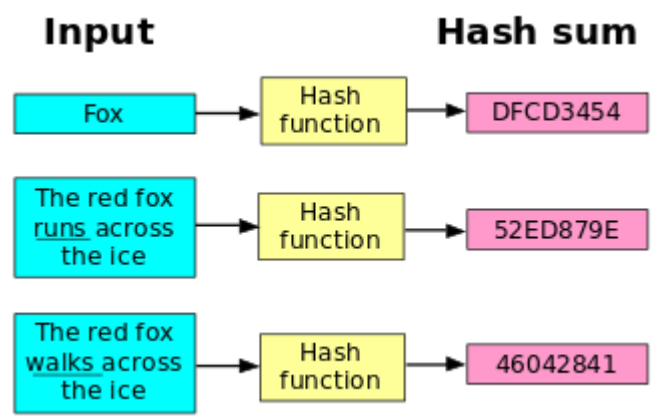 Input
Hash sum
Fox
Hash
function
DFCD3454
The red fox
runs across
the ice
Hash
function
52ED879E
The red fox
walks across
the ice
Hash
function
46042841